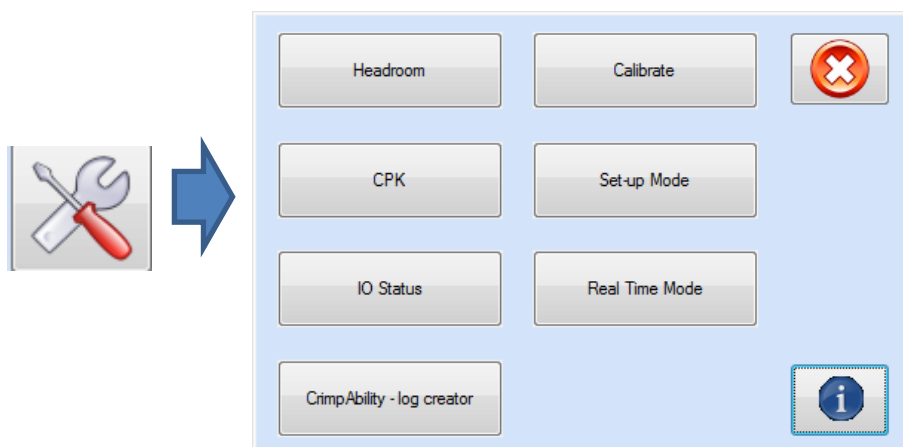 Headroom
Calibrate
CPK
Set-up Mode
IO Status
Real Time Mode
CrimpAbility - log creator